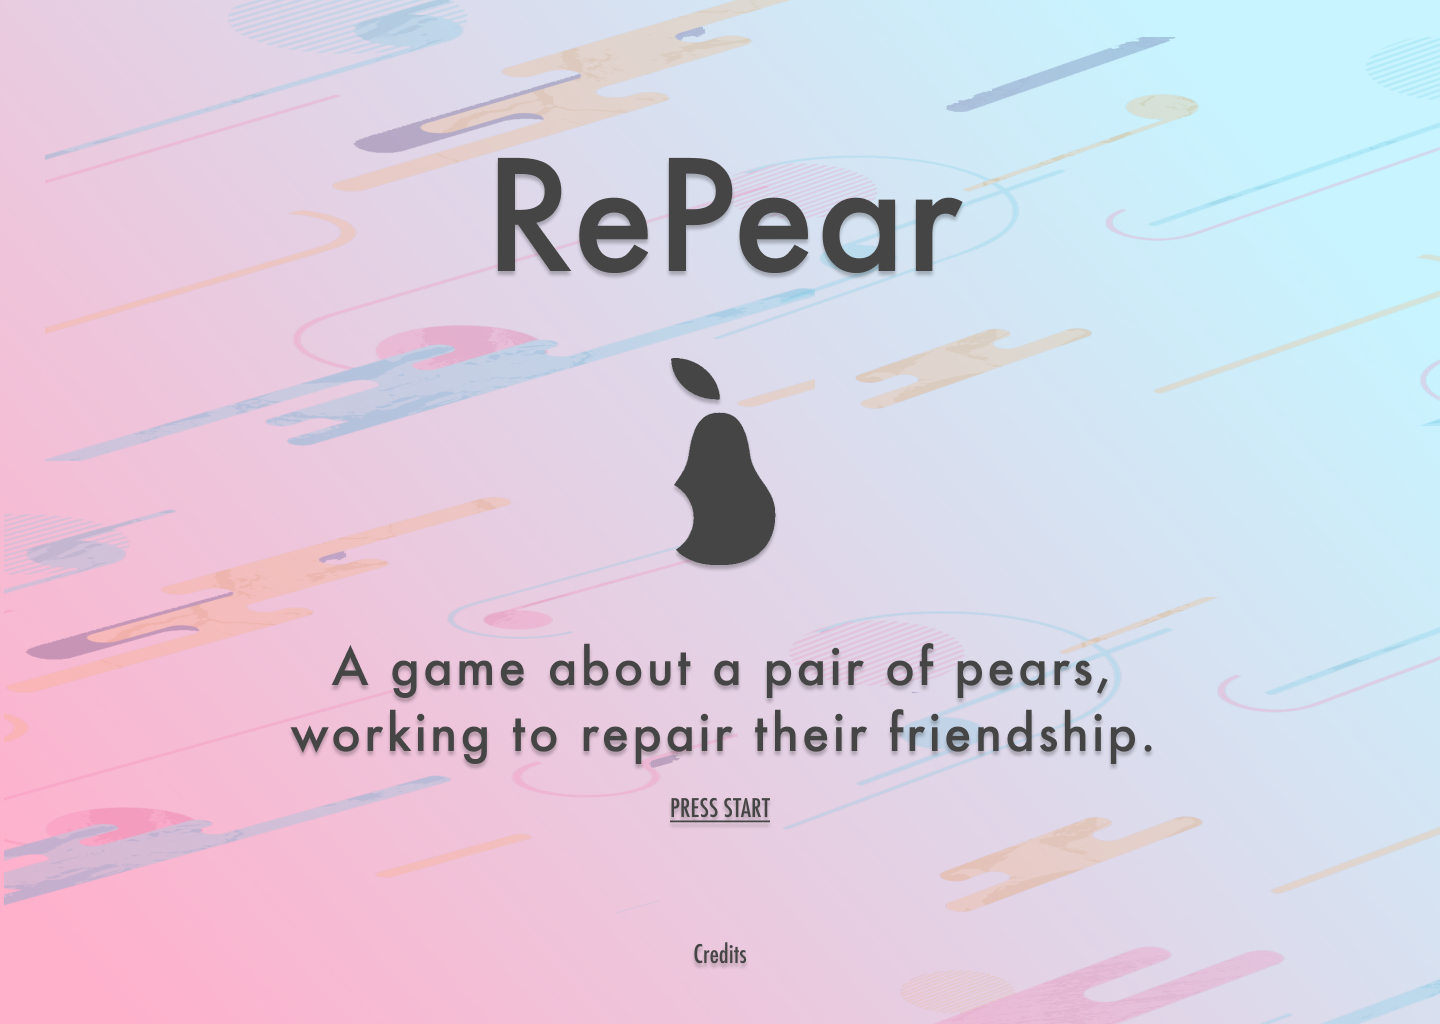 RePear
A game about a pair of pears,
working to repair their friendship.
PRESS START
Credits